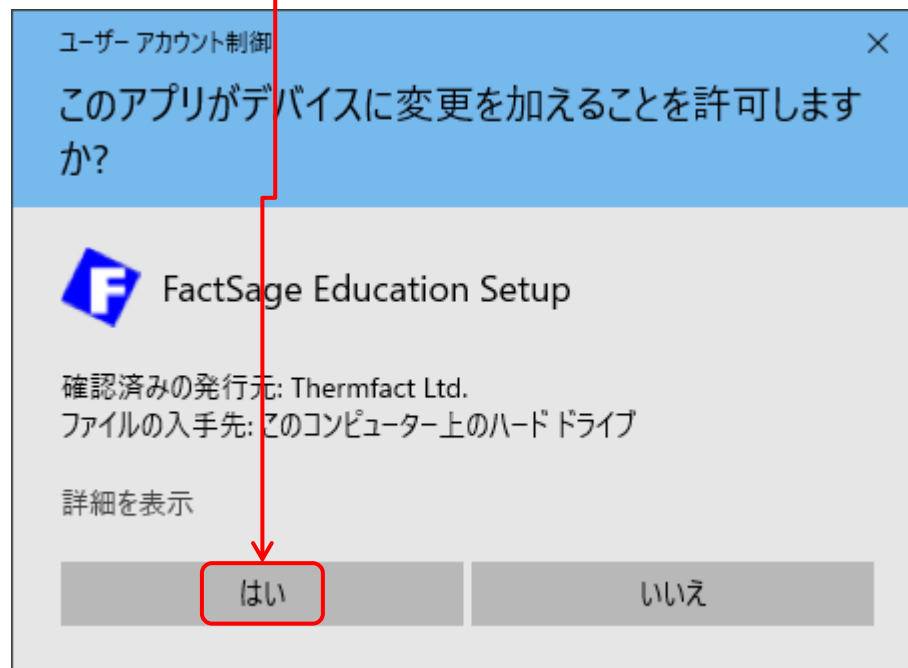 ユーザー アカウント制御
このアプリがデバイスに変更を加えることを許可します
か?
F
FactSage Education Setup
確認済みの発行元: Thermfact Ltd.
ファイルの入手先: このコンピューター上のハード ドライブ
詳細を表示
はい
いいえ